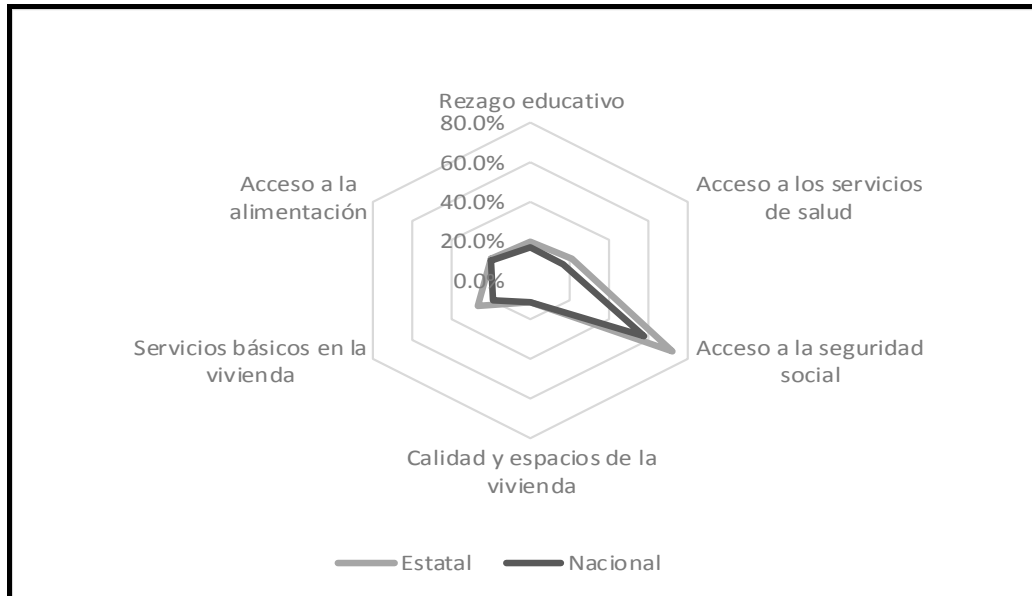 Rezago educativo
80.0%
60.0%
40.0%
20.0%
0.0%
Acceso a los servicios
de salud
Acceso a la seguridad
social
Calidad y espacios de la
vivienda
Servicios básicos en la
vivienda
Acceso a la
alimentación
Estatal
Nacional